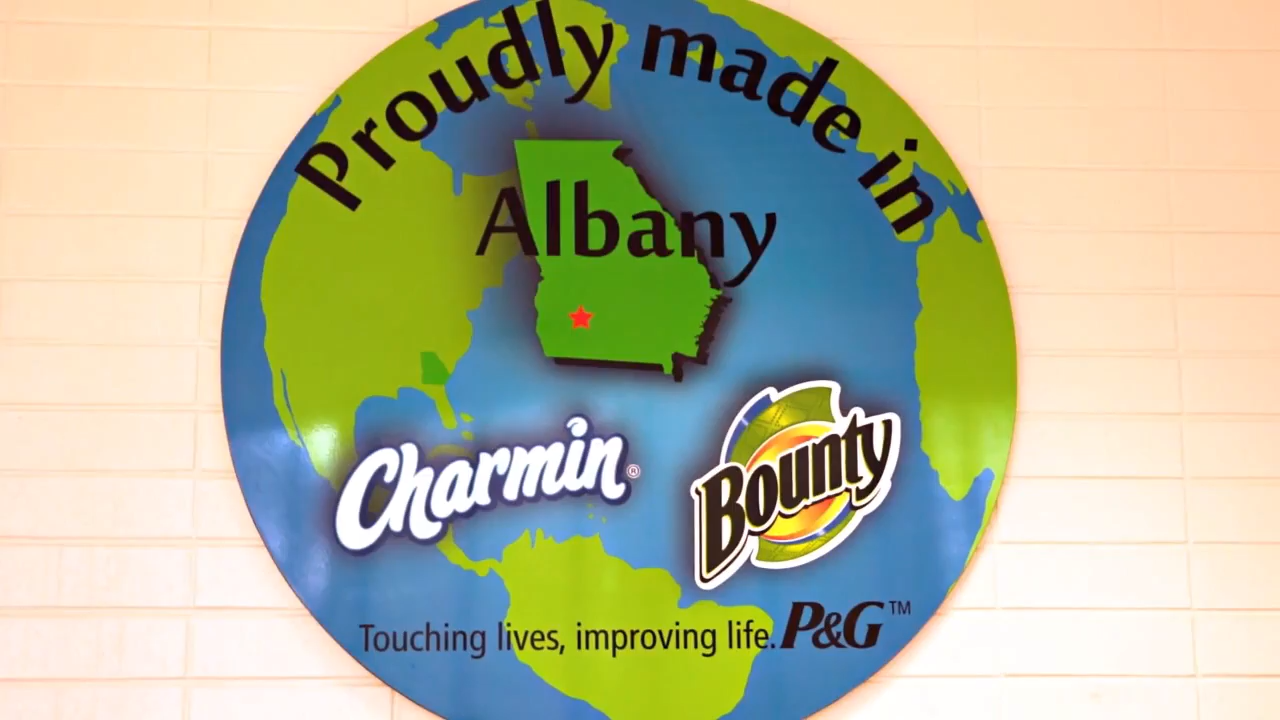 Proudly made in
Albany
Charmin®
Bounty
Touching lives, improving life. P&G™